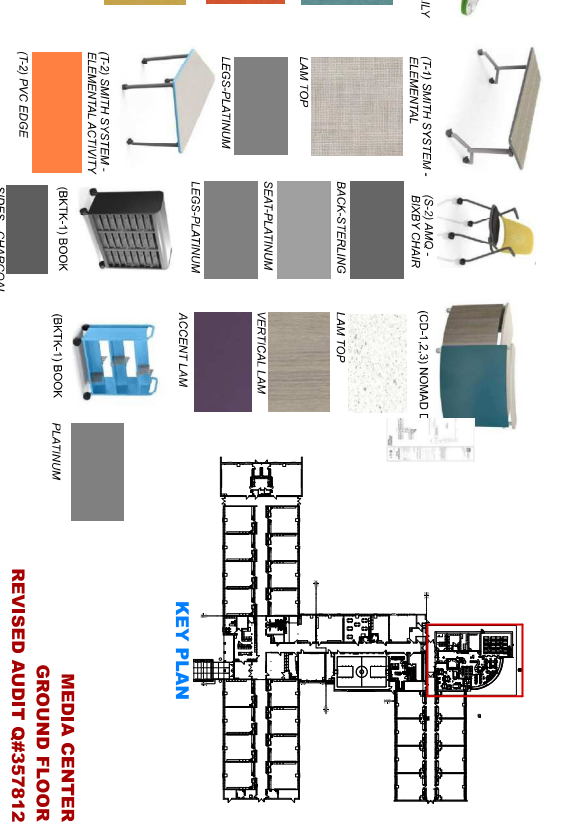 ILY
(T-1) SMITH SYSTEM -
ELEMENTAL
LAM TOP
LEGS-PLATINUM
(T-2) SMITH SYSTEM -
ELEMENTAL ACTIVITY
(T-2) PVC EDGE
(S-2) AMQ -
BIXBY CHAIR
BACK-STERLING
SEAT-PLATINUM
LEGS-PLATINUM
(BKTK-1) BOOK
SIDES- CHARCOAL
(CD-1,2,3) NOMAD D
LAM TOP
VERTICAL LAM
ACCENT LAM
(BKTK-1) BOOK
PLATINUM
KEY PLAN
MEDIA CENTER
GROUND FLOOR
REVISED AUDIT Q#357812